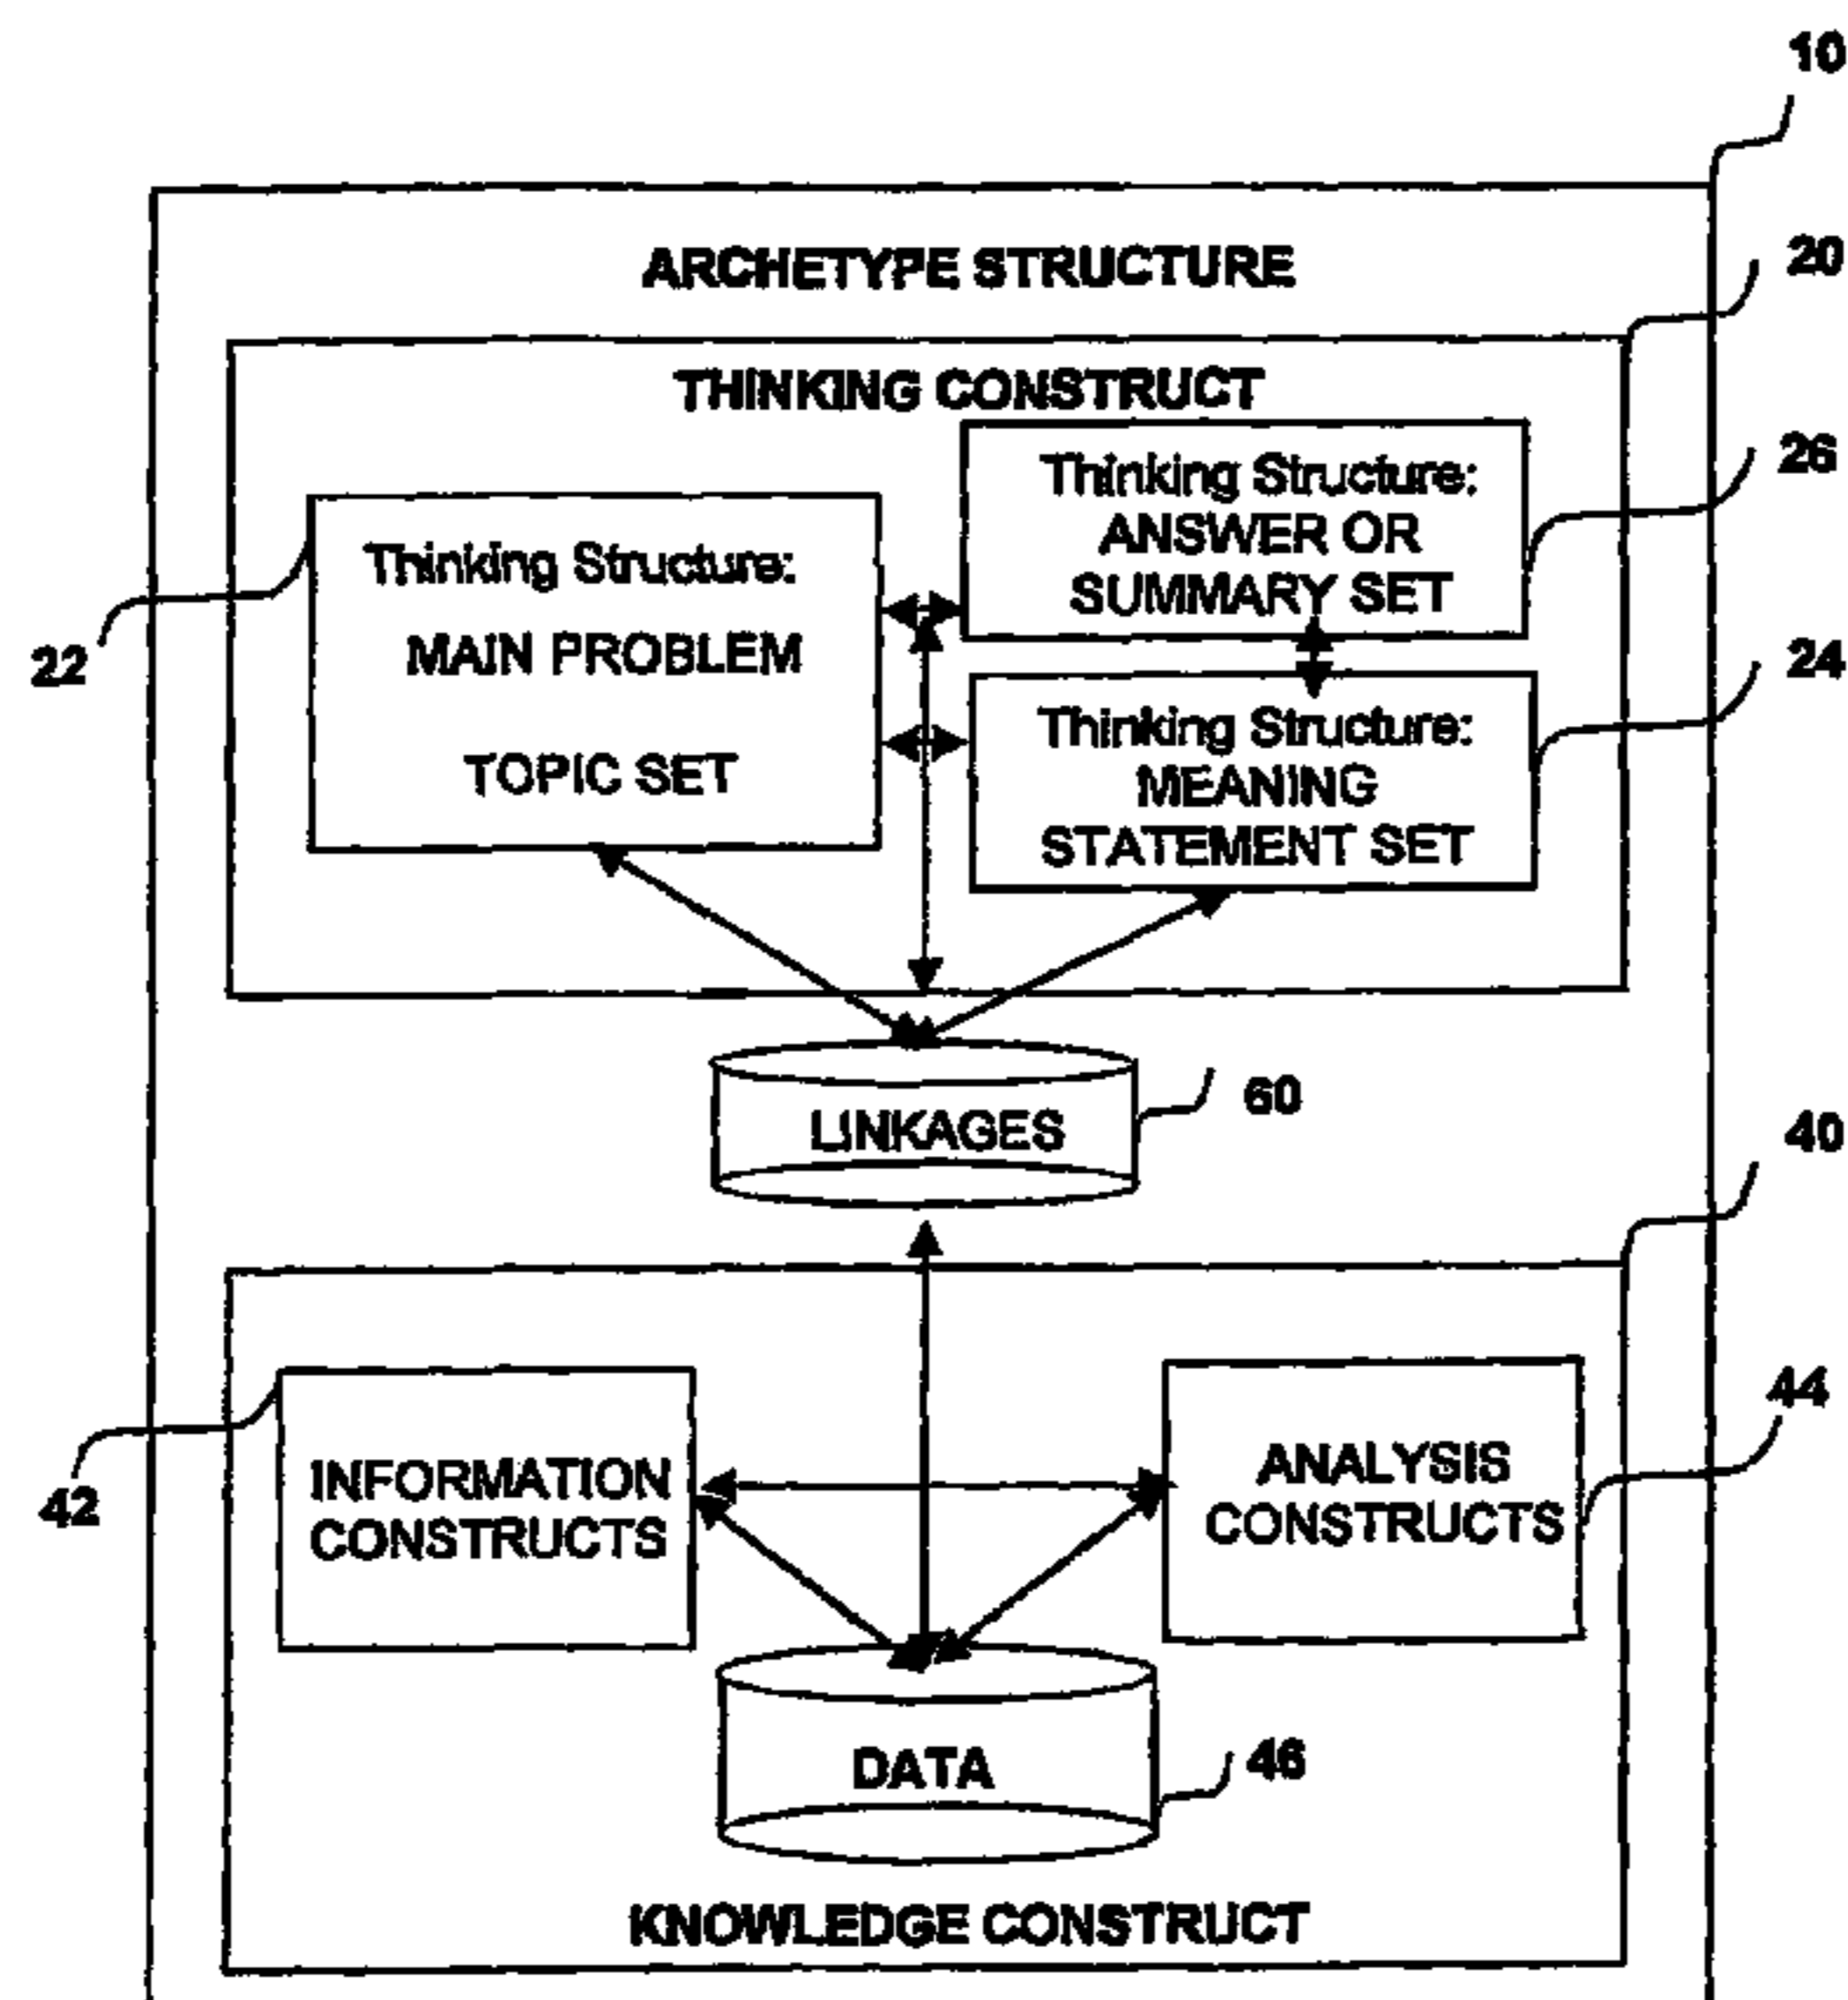 10
ARCHETYPE STRUCTURE
20
THINKING CONSTRUCT
26
Thinking Structure:
ANSWER OR
SUMMARY SET
Thinking Structure:
MAIN PROBLEM
TOPIC SET
22
24
Thinking Structure:
MEANING
STATEMENT SET
LINKAGES
60
40
INFORMATION
CONSTRUCTS
42
ANALYSIS
CONSTRUCTS
44
DATA
46
KNOWLEDGE CONSTRUCT